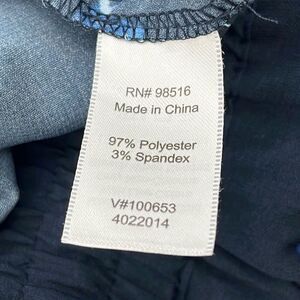 RN# 98516
Made in China
97% Polyester
3% Spandex
V#100653
4022014